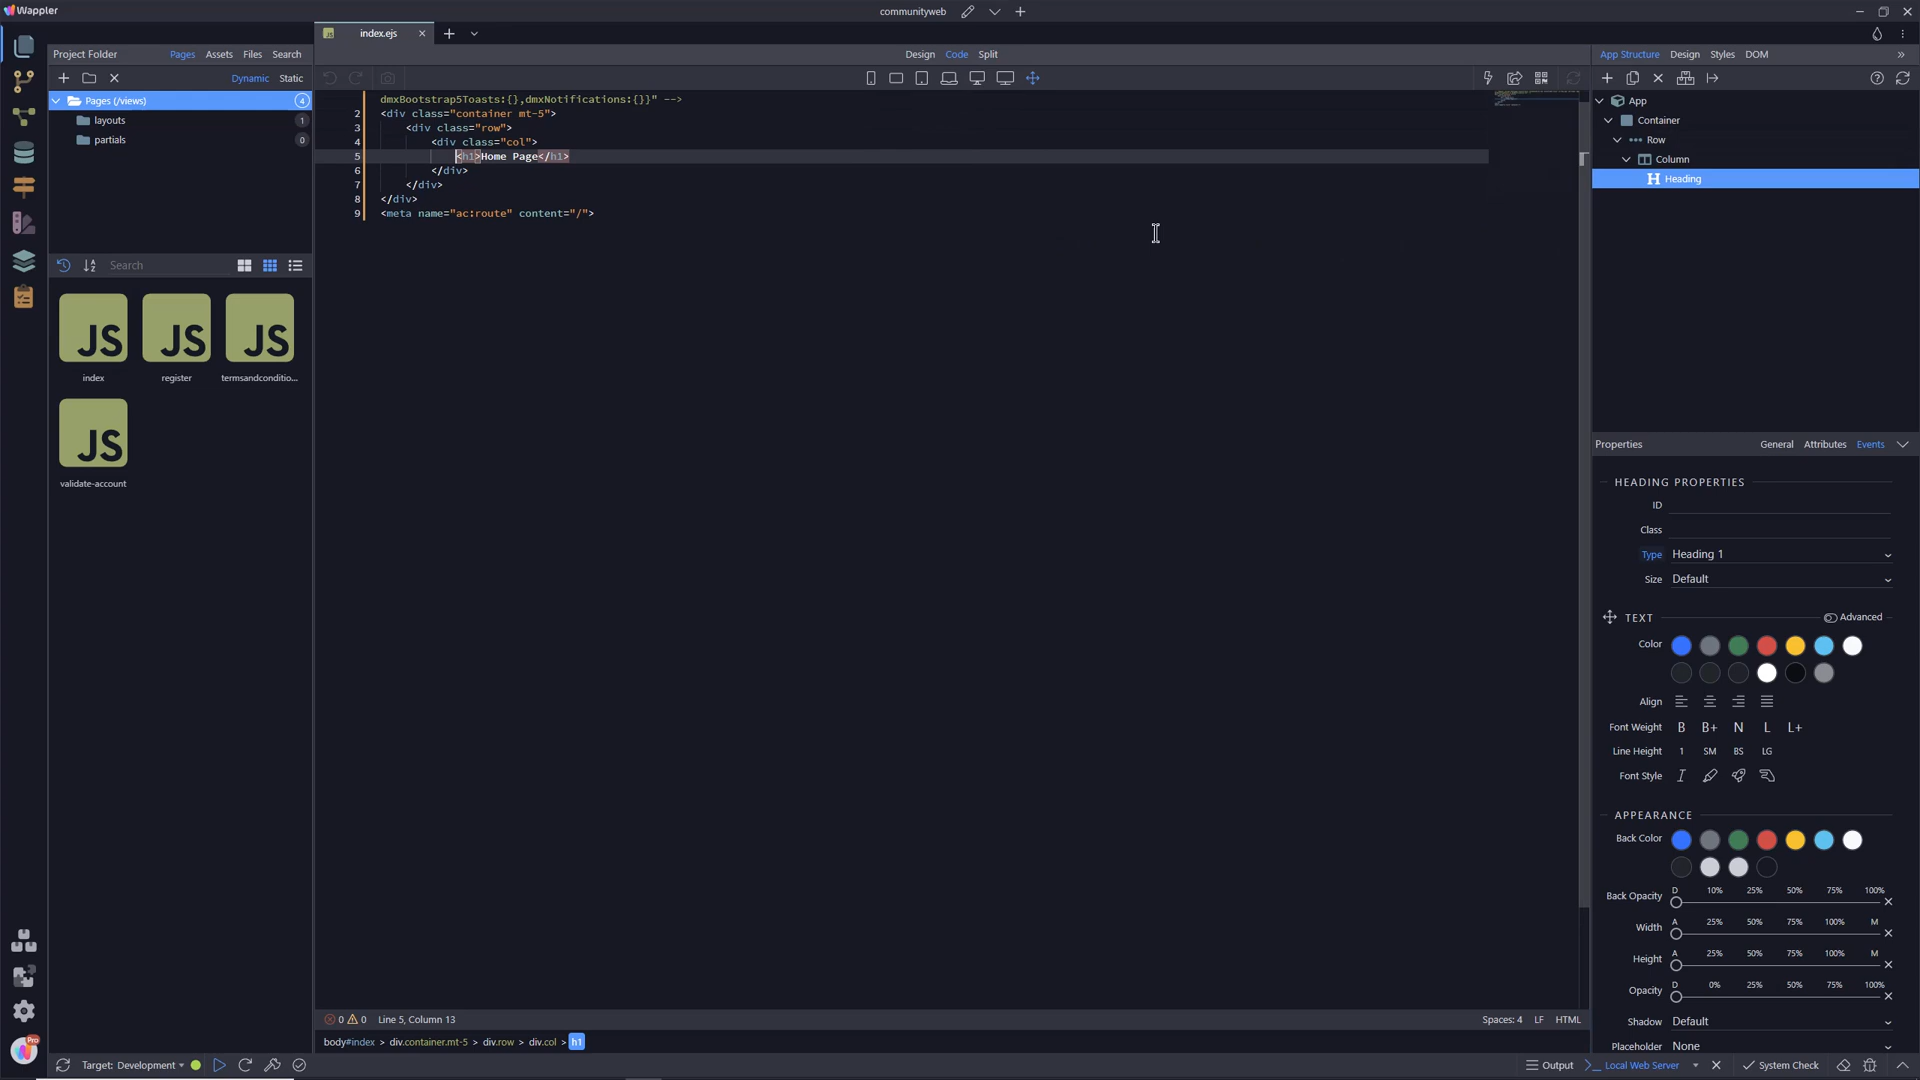 Wappler
communityweb
index.ejs
Project Folder
Pages
Assets
Files
Search
Design
Code
Split
App Structure
Design
Styles
DOM
Dynamic
Static
Pages (/views)
4
layouts
1
partials
0
dmxBootstrap5Toasts:{},dmxNotifications:{}}" -->
2 <div class="container mt-5">
3 <div class="row">
4 <div class="col">
5 <h1>Home Page</h1>
6 </div>
7 </div>
8 </div>
9 <meta name="ac:route" content="/">
App
Container
Row
Column
H Heading
Search
JS
JS
JS
index
register
termsandconditio...
JS
validate-account
Properties
General
Attributes
Events
HEADING PROPERTIES
ID
Class
Type Heading 1
Size Default
TEXT
Advanced
Color
Align
Font Weight B B+ N L L+
Line Height 1 SM BS LG
Font Style
APPEARANCE
Back Color
Back Opacity D 10% 25% 50% 75% 100%
Width A 25% 50% 75% 100% M
Height A 25% 50% 75% 100% M
Opacity D 0% 25% 50% 75% 100%
Shadow Default
Placeholder None
0 0 Line 5, Column 13
Spaces: 4 LF HTML
body#index > div.container.mt-5 > div.row > div.col > h1
Pro
Target: Development
Output
Local Web Server
System Check